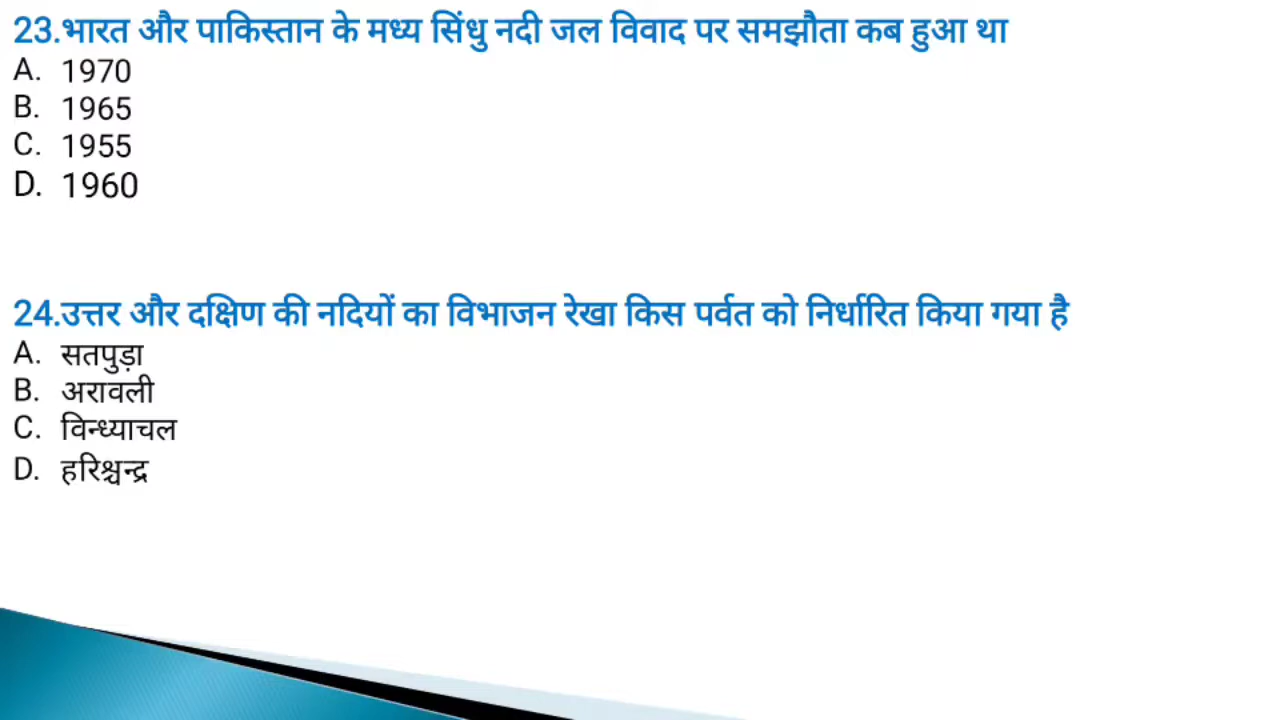 23.भारत और पाकिस्तान के मध्य सिंधु नदी जल विवाद पर समझौता कब हुआ था
A. 1970
B. 1965
C. 1955
D. 1960
24.उत्तर और दक्षिण की नदियों का विभाजन रेखा किस पर्वत को निर्धारित किया गया है
A. सतपुड़ा
B. अरावली
C. विन्ध्याचल
D. हरिश्चन्द्र